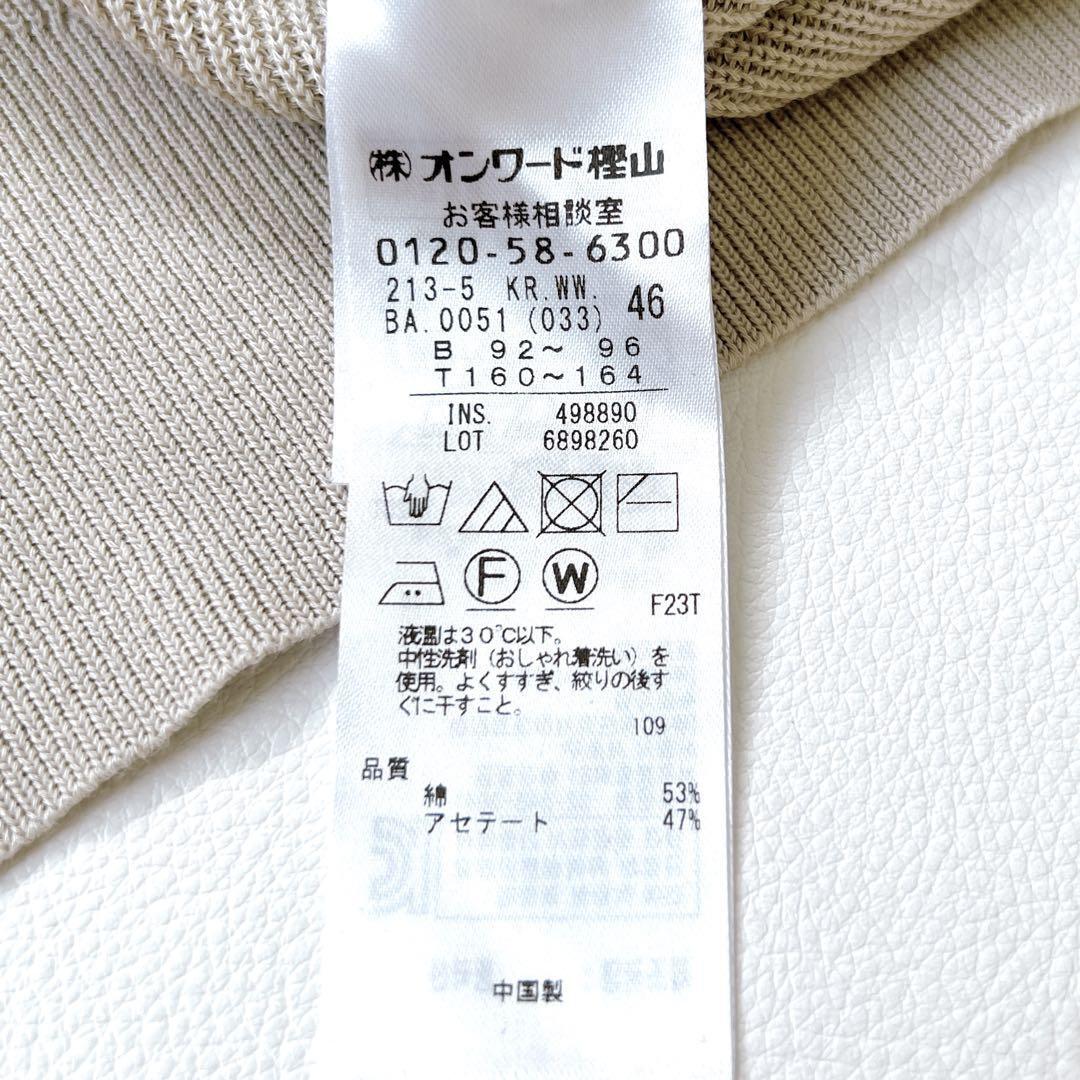 ㈱オンワード樫山
お客様相談室
0120-58-6300
213-5 KR.WW. 46
BA.0051 (033)
B 92～ 96
T160～164
INS. 498890
LOT 6898260
F W
F23T
液温は30℃以下。
中性洗剤（おしゃれ着洗い）を
使用。よくすすぎ、絞りの後す
ぐに干すこと。
109
品質
綿 53%
アセテート 47%
中国製